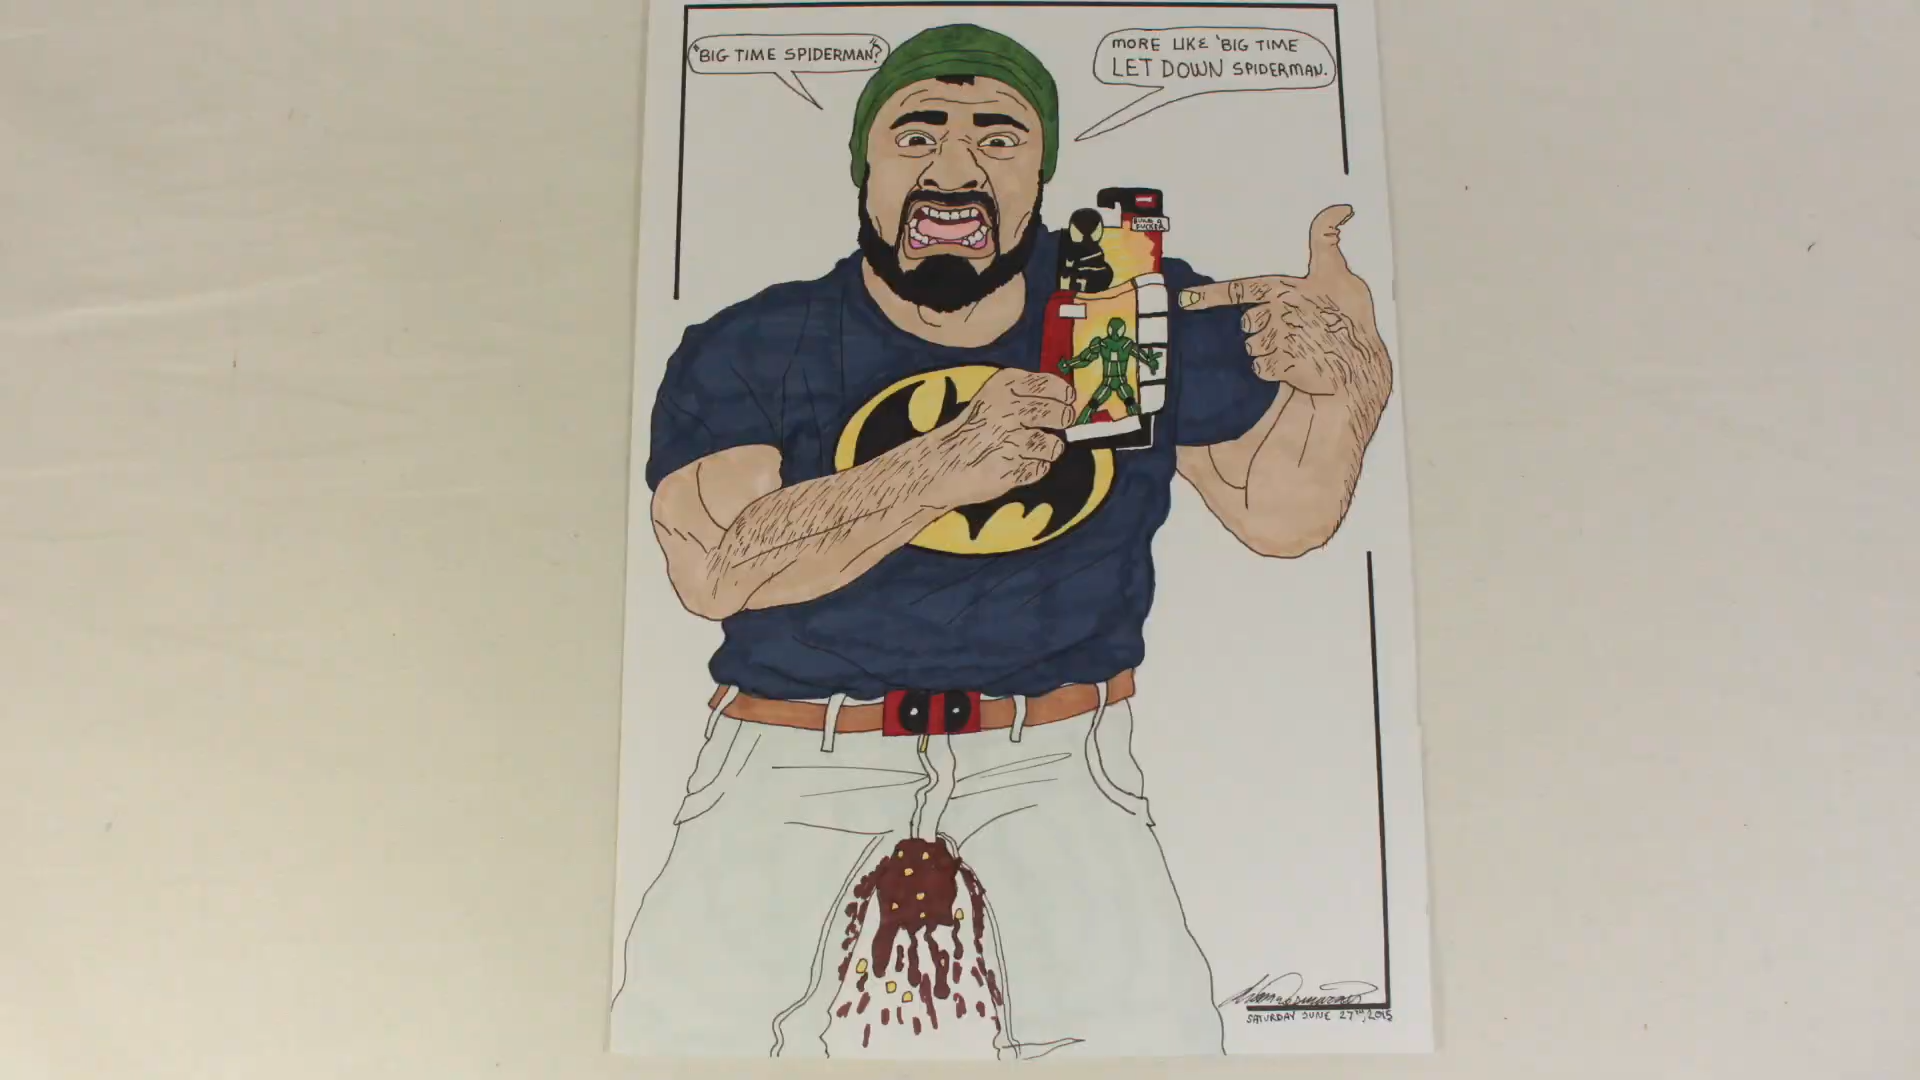 "BIG TIME SPIDERMAN?"
MORE LIKE 'BIG TIME
LET DOWN SPIDERMAN.
SATURDAY JUNE 27TH, 2015